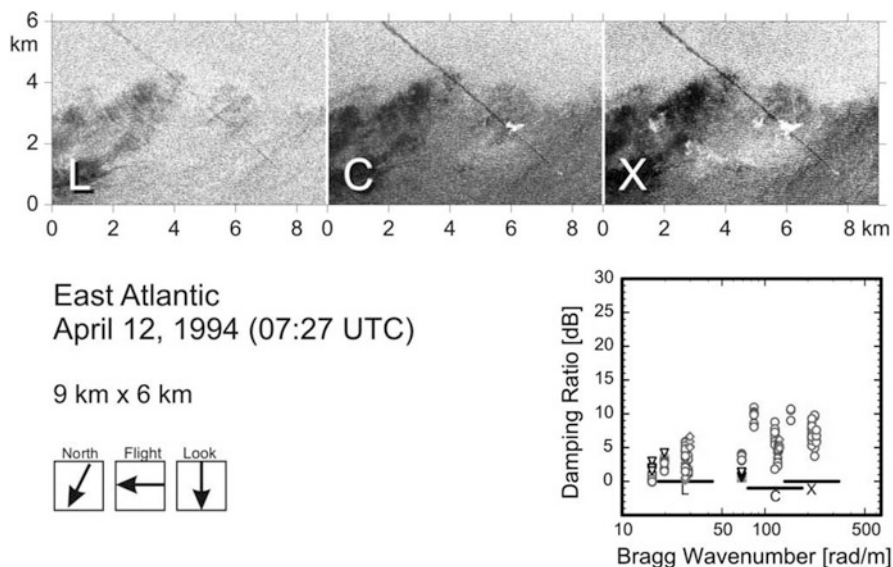 6
km
4
2
0
L
C
X
0 2 4 6 8 0 2 4 6 8 0 2 4 6 8 km
East Atlantic
April 12, 1994 (07:27 UTC)
9 km x 6 km
North Flight Look
Damping Ratio [dB]
30
25
20
15
10
5
0
L
C
X
10 50 100 500
Bragg Wavenumber [rad/m]